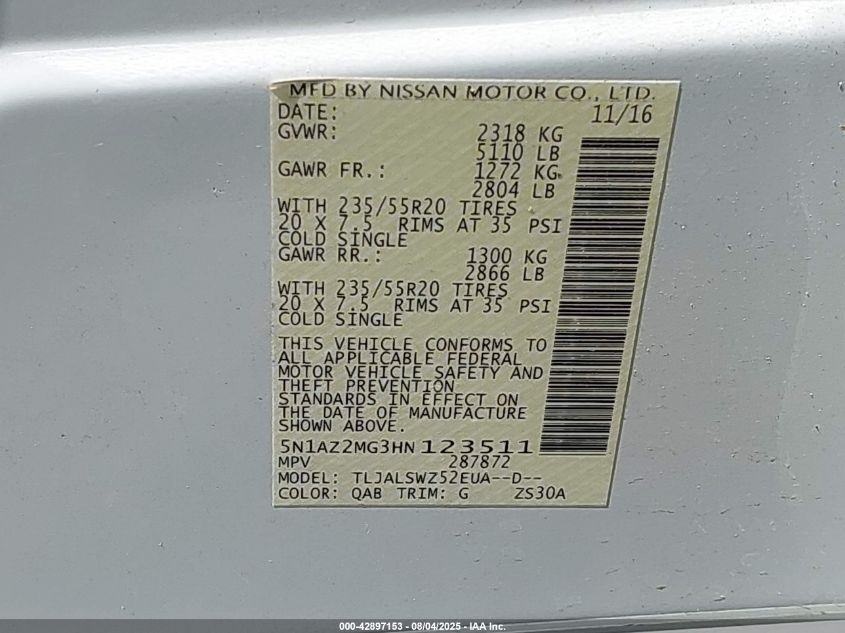 MFD BY NISSAN MOTOR CO., LTD.
DATE: 11/16
GVWR: 2318 KG
5110 LB
GAWR FR.: 1272 KG
2804 LB
WITH 235/55R20 TIRES
20 X 7.5 RIMS AT 35 PSI
COLD SINGLE
GAWR RR.: 1300 KG
2866 LB
WITH 235/55R20 TIRES
20 X 7.5 RIMS AT 35 PSI
COLD SINGLE
THIS VEHICLE CONFORMS TO
ALL APPLICABLE FEDERAL
MOTOR VEHICLE SAFETY AND
THEFT PREVENTION
STANDARDS IN EFFECT ON
THE DATE OF MANUFACTURE
SHOWN ABOVE.
5N1AZ2MG3HN123511
MPV 287872
MODEL: TLJALSWZ52EUA--D--
COLOR: QAB TRIM: G ZS30A
000-42897153 - 08/04/2025 - IAA Inc.